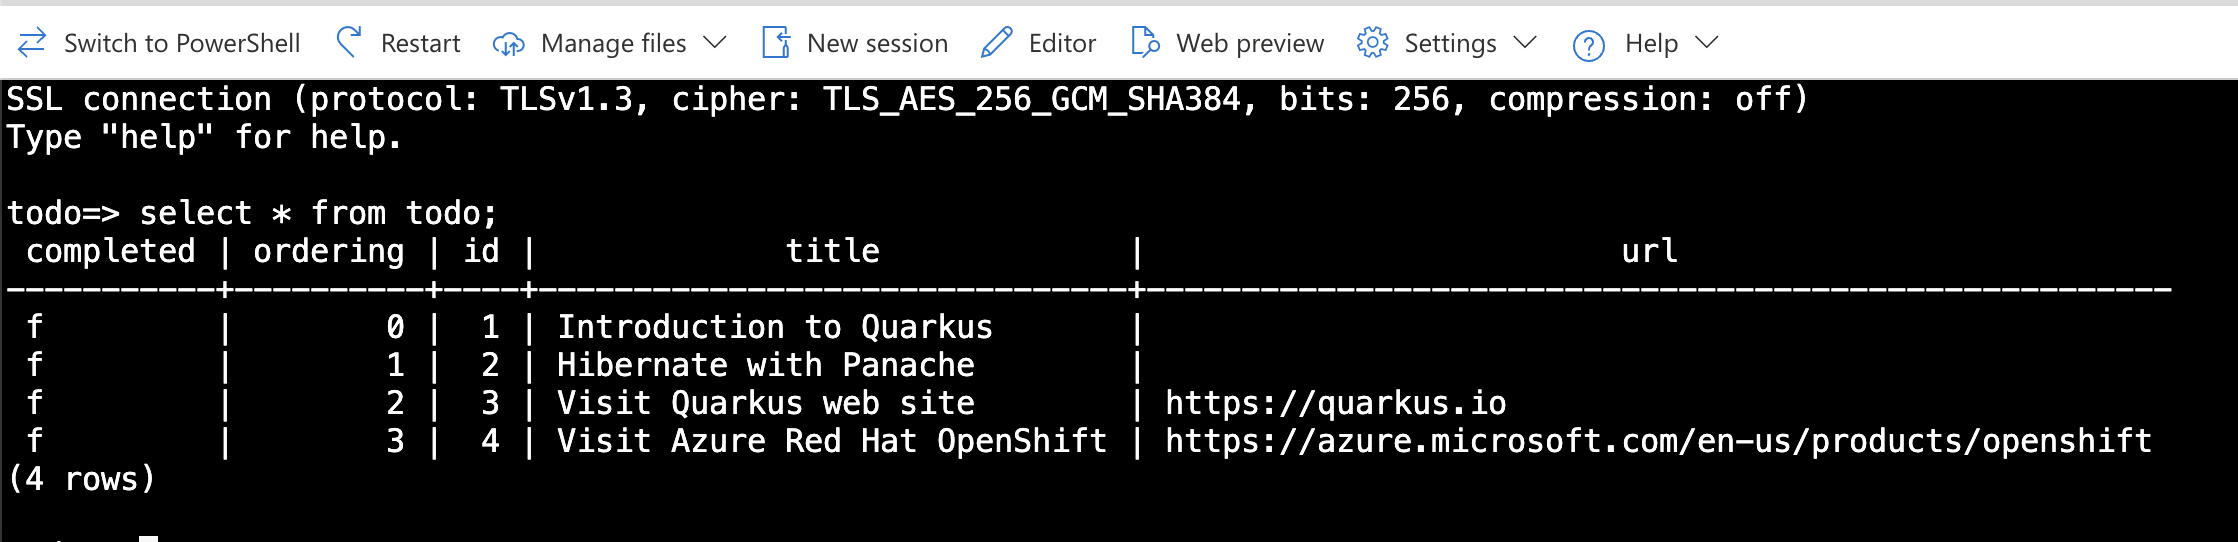 Switch to PowerShell Restart Manage files New session Editor Web preview Settings Help
SSL connection (protocol: TLSv1.3, cipher: TLS_AES_256_GCM_SHA384, bits: 256, compression: off)
Type "help" for help.
todo=> select * from todo;
 completed | ordering | id |             title             |                         url
-----------+----------+----+-------------------------------+------------------------------------------------------
 f         |        0 |  1 | Introduction to Quarkus       |
 f         |        1 |  2 | Hibernate with Panache        |
 f         |        2 |  3 | Visit Quarkus web site        | https://quarkus.io
 f         |        3 |  4 | Visit Azure Red Hat OpenShift | https://azure.microsoft.com/en-us/products/openshift
(4 rows)